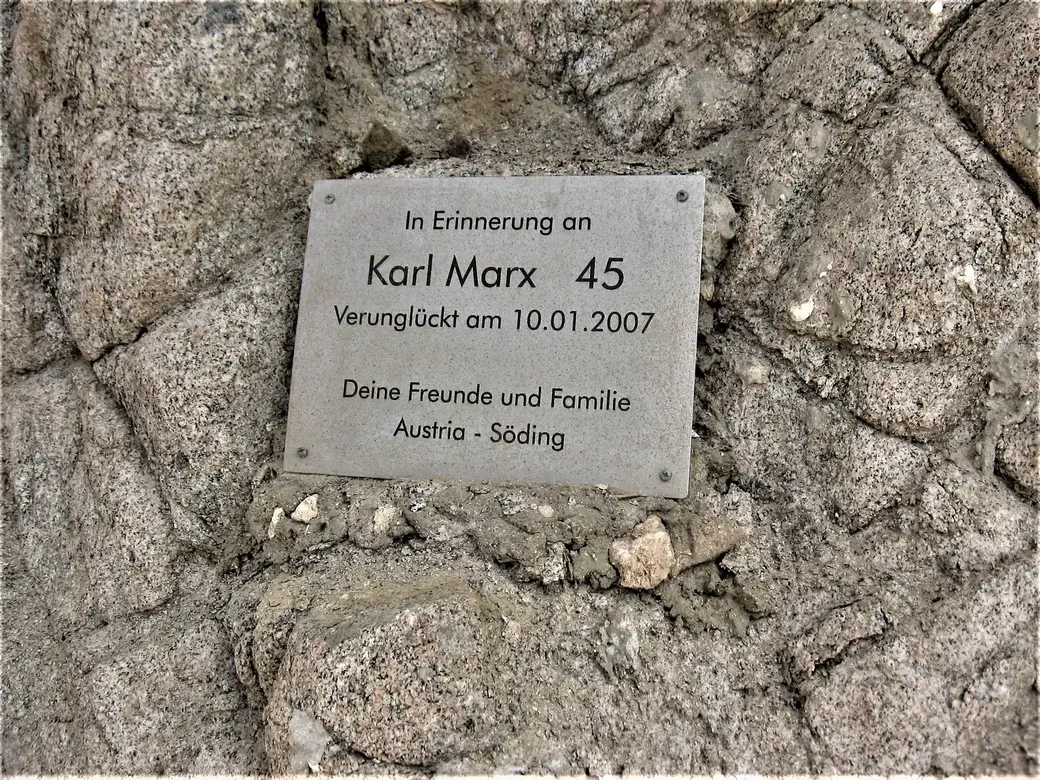 In Erinnerung an
Karl Marx 45
Verunglückt am 10.01.2007
Deine Freunde und Familie
Austria - Söding